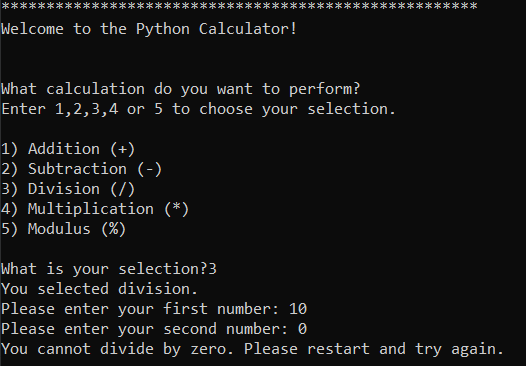 *****************************************************
Welcome to the Python Calculator!
What calculation do you want to perform?
Enter 1,2,3,4 or 5 to choose your selection.
1) Addition (+)
2) Subtraction (-)
3) Division (/)
4) Multiplication (*)
5) Modulus (%)
What is your selection?3
You selected division.
Please enter your first number: 10
Please enter your second number: 0
You cannot divide by zero. Please restart and try again.